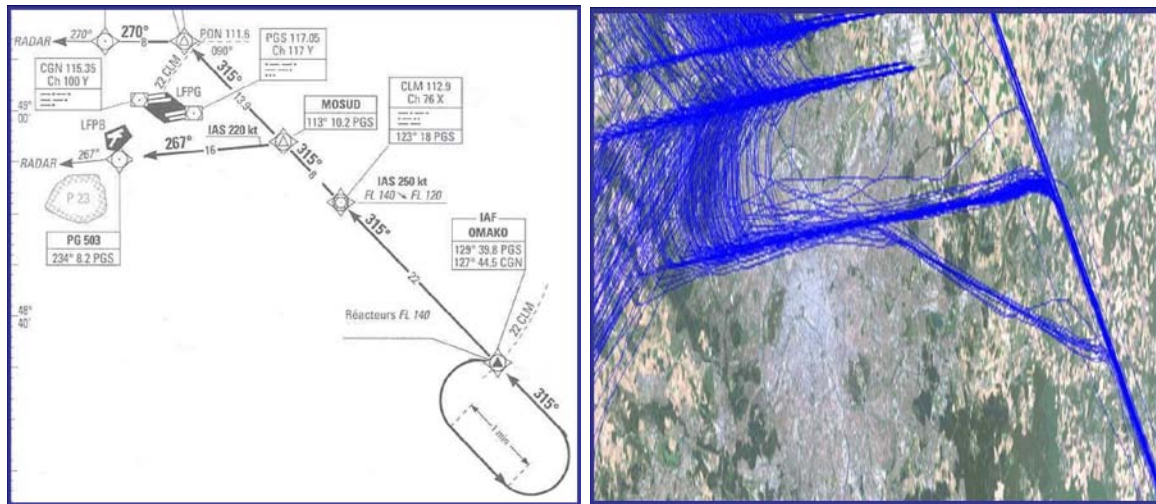 RADAR
270°
270°
8
PON 111.6
090°
CGN 115.35
Ch 100 Y
22 CLM
PGS 117.05
Ch 117 Y
315°
13.9
LFPG
CLM 112.9
Ch 76 X
123° 18 PGS
49°
00'
LFPB
MOSUD
113° 10.2 PGS
IAS 220 kt
RADAR
267°
267°
16
315°
8
IAS 250 kt
FL 140 ↘ FL 120
P 23
315°
IAF
OMAKO
129° 39.8 PGS
127° 44.5 CGN
PG 503
234° 8.2 PGS
22
48°
40'
Réacteurs FL 140
22 CLM
315°
1 min